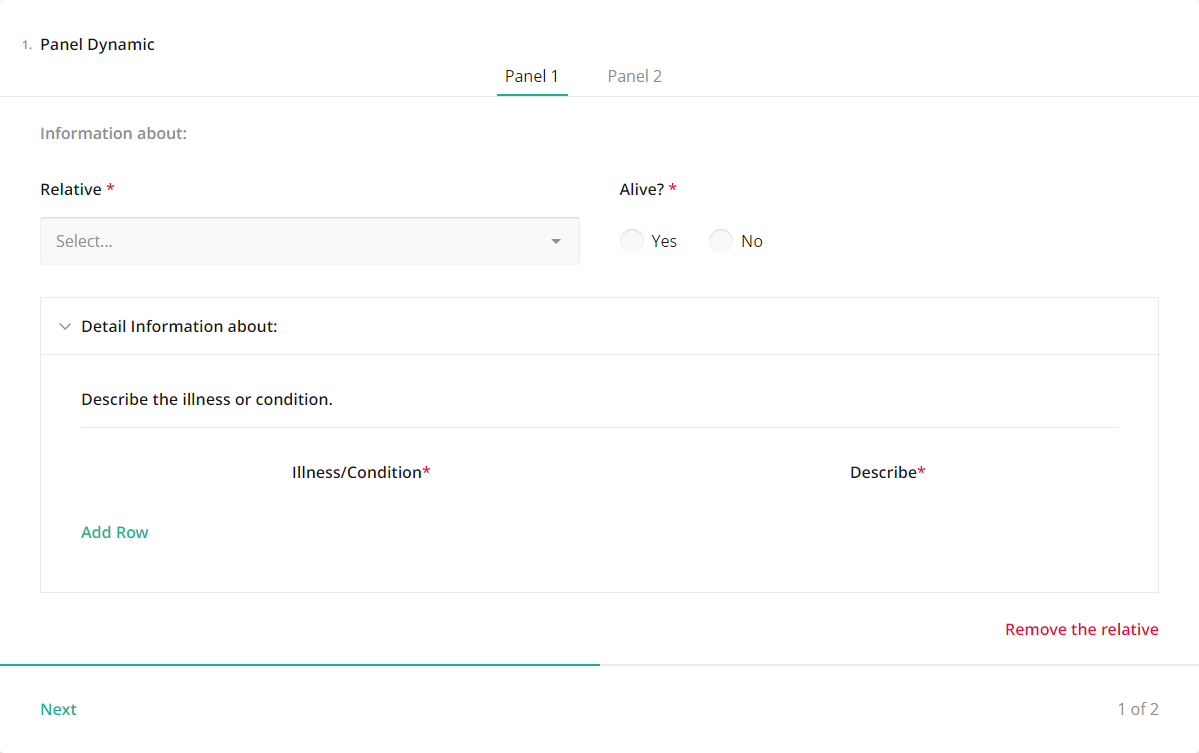 1. Panel Dynamic
Panel 1 Panel 2
Information about:
Relative * Alive? *
Select... Yes No
Detail Information about:
Describe the illness or condition.
Illness/Condition* Describe*
Add Row
Remove the relative
Next 1 of 2